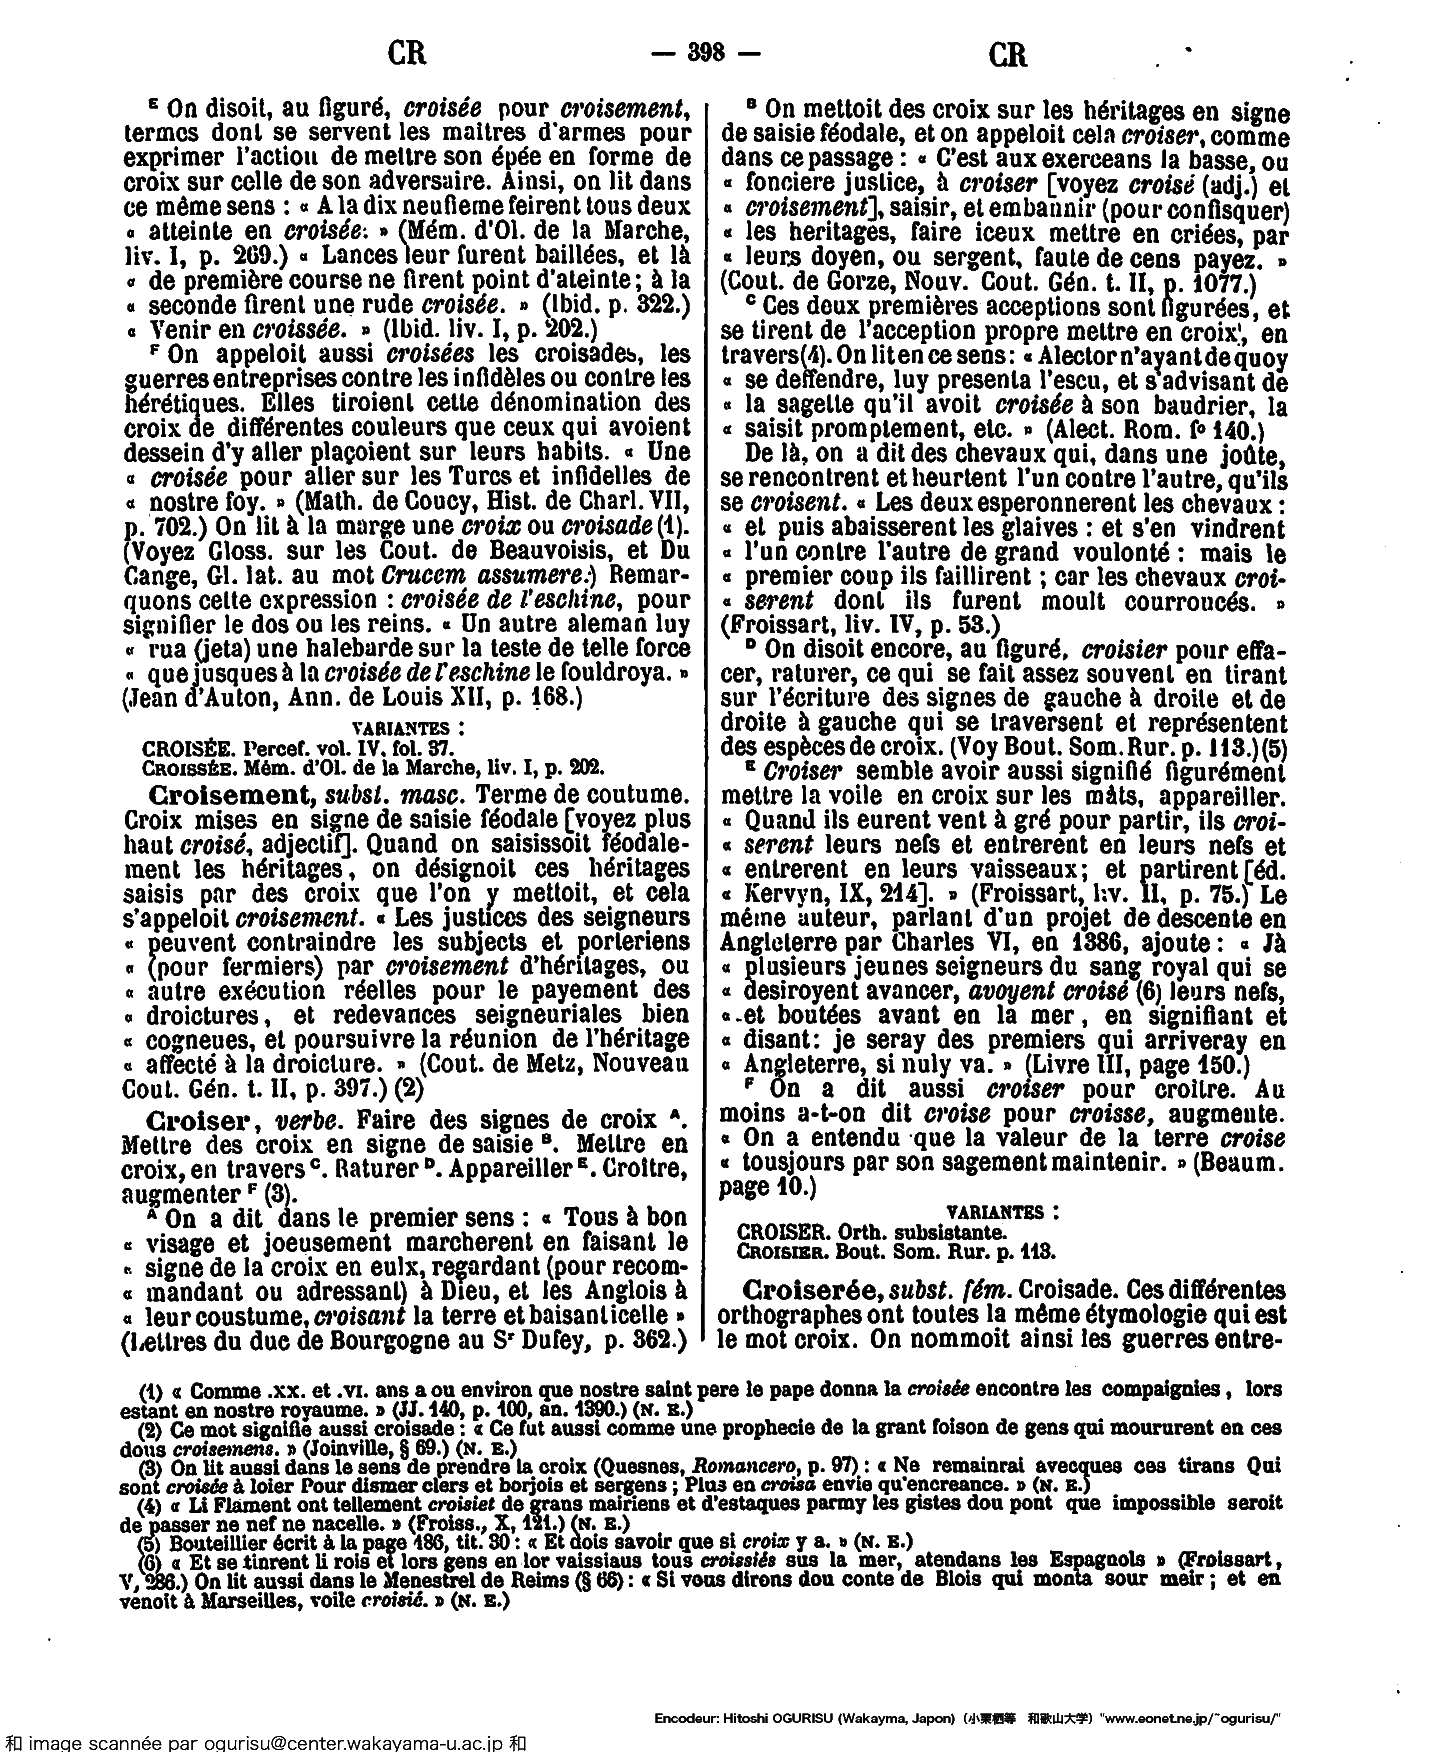 CR — 398 — CR
ᴱ On disoit, au figuré, croisée pour croisement,
termes dont se servent les maitres d'armes pour
exprimer l'action de mettre son épée en forme de
croix sur celle de son adversaire. Ainsi, on lit dans
ce même sens : « A la dix neufieme feirent tous deux
« atteinte en croisée. » (Mém. d'Ol. de la Marche,
liv. I, p. 269.) « Lances leur furent baillées, et là
« de première course ne firent point d'ateinte ; à la
« seconde firent une rude croisée. » (Ibid. p. 322.)
« Venir en croissée. » (Ibid. liv. I, p. 202.)
ꟳ On appeloit aussi croisées les croisades, les
guerres entreprises contre les infidèles ou contre les
hérétiques. Elles tiroient cette dénomination des
croix de différentes couleurs que ceux qui avoient
dessein d'y aller plaçoient sur leurs habits. « Une
« croisée pour aller sur les Turcs et infidelles de
« nostre foy. » (Math. de Coucy, Hist. de Charl. VII,
p. 702.) On lit à la marge une croix ou croisade (1).
(Voyez Gloss. sur les Cout. de Beauvoisis, et Du
Cange, Gl. lat. au mot Crucem assumere.) Remar-
quons cette expression : croisée de l'eschine, pour
signifier le dos ou les reins. « Un autre aleman luy
« rua (jeta) une halebarde sur la teste de telle force
« que jusques à la croisée de l'eschine le fouldroya. »
(Jean d'Auton, Ann. de Louis XII, p. 168.)
VARIANTES :
CROISÉE. Percef. vol. IV, fol. 37.
CROISSÉE. Mém. d'Ol. de la Marche, liv. I, p. 202.
Croisement, subst. masc. Terme de coutume.
Croix mises en signe de saisie féodale [voyez plus
haut croisé, adjectif]. Quand on saisissoit féodale-
ment les héritages, on désignoit ces héritages
saisis par des croix que l'on y mettoit, et cela
s'appeloit croisement. « Les justices des seigneurs
« peuvent contraindre les subjects et porteriens
« (pour fermiers) par croisement d'héritages, ou
« autre exécution réelles pour le payement des
« droictures, et redevances seigneuriales bien
« cogneues, et poursuivre la réunion de l'héritage
« affecté à la droicture. » (Cout. de Metz, Nouveau
Cout. Gén. t. II, p. 397.) (2)
Croiser, verbe. Faire des signes de croix ᴬ.
Mettre des croix en signe de saisie ᴮ. Mettre en
croix, en travers ᶜ. Raturer ᴰ. Appareiller ᴱ. Croître,
augmenter ꟳ (3).
ᴬ On a dit dans le premier sens : « Tous à bon
« visage et joeusement marcherent en faisant le
« signe de la croix en eulx, regardant (pour recom-
« mandant ou adressant) à Dieu, et les Anglois à
« leur coustume, croisant la terre et baisant icelle »
(Lettres du duc de Bourgogne au Sʳ Dufey, p. 362.)
ᴮ On mettoit des croix sur les héritages en signe
de saisie féodale, et on appeloit cela croiser, comme
dans ce passage : « C'est aux exerceans la basse, ou
« fonciere justice, à croiser [voyez croisé (adj.) et
« croisement], saisir, et embannir (pour confisquer)
« les heritages, faire iceux mettre en criées, par
« leurs doyen, ou sergent, faute de cens payez. »
(Cout. de Gorze, Nouv. Cout. Gén. t. II, p. 1077.)
ᶜ Ces deux premières acceptions sont figurées, et
se tirent de l'acception propre mettre en croix, en
travers (4). On lit en ce sens : « Alector n'ayant de quoy
« se deffendre, luy presenta l'escu, et s'advisant de
« la sagette qu'il avoit croisée à son baudrier, la
« saisit promptement, etc. » (Alect. Rom. fº 140.)
De là, on a dit des chevaux qui, dans une joûte,
se rencontrent et heurtent l'un contre l'autre, qu'ils
se croisent. « Les deux esperonnerent les chevaux :
« et puis abaisserent les glaives : et s'en vindrent
« l'un contre l'autre de grand voulonté : mais le
« premier coup ils faillirent ; car les chevaux croi-
« serent dont ils furent moult courroucés. »
(Froissart, liv. IV, p. 53.)
ᴰ On disoit encore, au figuré, croisier pour effa-
cer, raturer, ce qui se fait assez souvent en tirant
sur l'écriture des signes de gauche à droite et de
droite à gauche qui se traversent et représentent
des espèces de croix. (Voy Bout. Som. Rur. p. 113.) (5)
ᴱ Croiser semble avoir aussi signifié figurément
mettre la voile en croix sur les mâts, appareiller.
« Quand ils eurent vent à gré pour partir, ils croi-
« serent leurs nefs et entrerent en leurs nefs et
« entrerent en leurs vaisseaux ; et partirent [éd.
« Kervyn, IX, 214]. » (Froissart, liv. II, p. 75.) Le
même auteur, parlant d'un projet de descente en
Angleterre par Charles VI, en 1386, ajoute : « Jà
« plusieurs jeunes seigneurs du sang royal qui se
« desiroyent avancer, avoyent croisé (6) leurs nefs,
« et boutées avant en la mer, en signifiant et
« disant : je seray des premiers qui arriveray en
« Angleterre, si nuly va. » (Livre III, page 150.)
ꟳ On a dit aussi croiser pour croître. Au
moins a-t-on dit croise pour croisse, augmente.
« On a entendu que la valeur de la terre croise
« tousjours par son sagement maintenir. » (Beaum.
page 10.)
VARIANTES :
CROISER. Orth. subsistante.
CROISIER. Bout. Som. Rur. p. 113.
Croiserée, subst. fém. Croisade. Ces différentes
orthographes ont toutes la même étymologie qui est
le mot croix. On nommoit ainsi les guerres entre-
(1) « Comme .XX. et .VI. ans a ou environ que nostre saint pere le pape donna la croisée encontre les compaignies, lors
estant en nostre royaume. » (JJ. 140, p. 100, an. 1390.) (N. E.)
(2) Ce mot signifie aussi croisade : « Ce fut aussi comme une prophecie de la grant foison de gens qui moururent en ces
dous croisemens. » (Joinville, § 69.) (N. E.)
(3) On lit aussi dans le sens de prendre la croix (Quesnes, Romancero, p. 97) : « Ne remainrai avecques ces tirans Qui
sont croisée à loier Pour dismer clers et borjois et sergens ; Plus en croisa envie qu'encreance. » (N. E.)
(4) « Li Flament ont tellement croisiet de grans mairiens et d'estaques parmy les gistes dou pont que impossible seroit
de passer ne nef ne nacelle. » (Froiss., X, 121.) (N. E.)
(5) Bouteillier écrit à la page 186, tit. 30 : « Et dois savoir que si croix y a. » (N. E.)
(6) « Et se tinrent li rois et lors gens en lor vaissiaus tous croissiés sus la mer, atendans les Espagnols » (Froissart,
V, 286.) On lit aussi dans le Menestrel de Reims (§ 66) : « Si vous dirons dou conte de Blois qui monta sour meir ; et en
venoit à Marseilles, voile croisié. » (N. E.)
Encodeur: Hitoshi OGURISU (Wakayma, Japon) (小栗栖等 和歌山大学) "www.eonet.ne.jp/~ogurisu/"
和 image scannée par ogurisu@center.wakayama-u.ac.jp 和